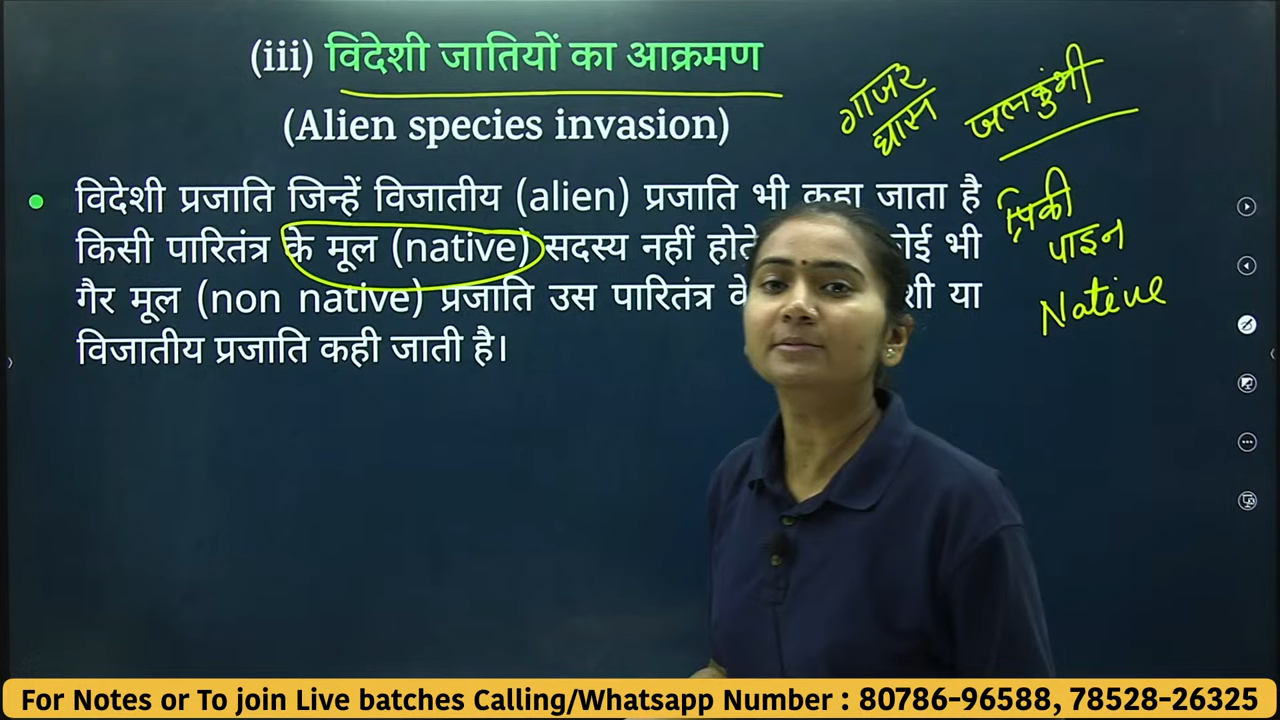 (iii) विदेशी जातियों का आक्रमण
(Alien species invasion)
गाजर
घास
जलकुंभी
विदेशी प्रजाति जिन्हें विजातीय (alien) प्रजाति भी कहा जाता है
किसी पारितंत्र के मूल (native) सदस्य नहीं होते भी
गैर मूल (non native) प्रजाति उस पारितंत्र या
विजातीय प्रजाति कही जाती है।
पाइन
Native
For Notes or To join Live batches Calling/Whatsapp Number : 80786-96588, 78528-26325